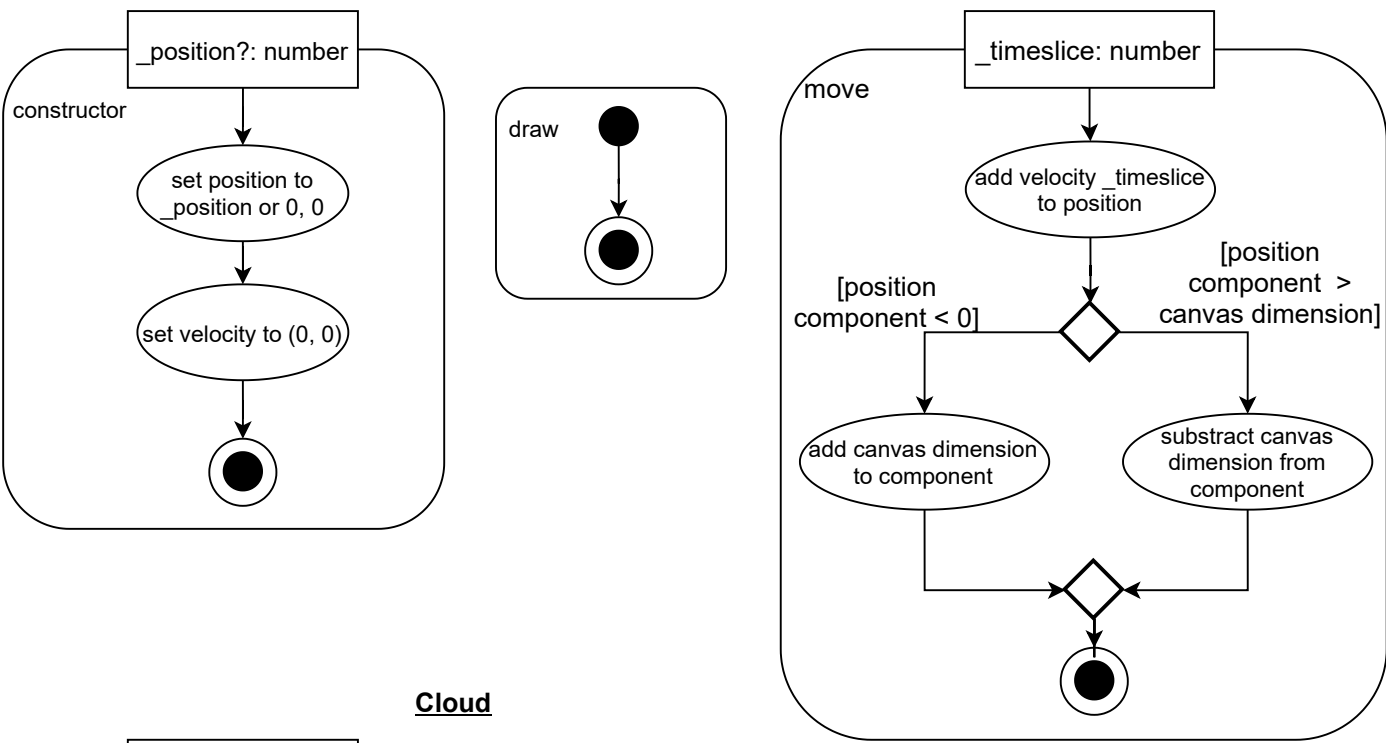 _position?: number
constructor
set position to
_position or 0, 0
set velocity to (0, 0)
draw
_timeslice: number
move
add velocity _timeslice
to position
[position
component < 0]
[position
component  >
canvas dimension]
add canvas dimension
to component
substract canvas
dimension from
component
Cloud